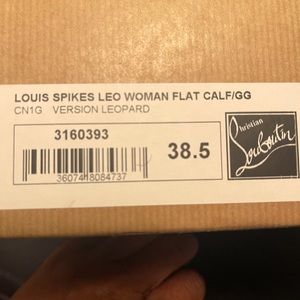 LOUIS SPIKES LEO WOMAN FLAT CALF/GG
CN1G VERSION LEOPARD
3160393
38.5
3607418084737
Christian
Louboutin